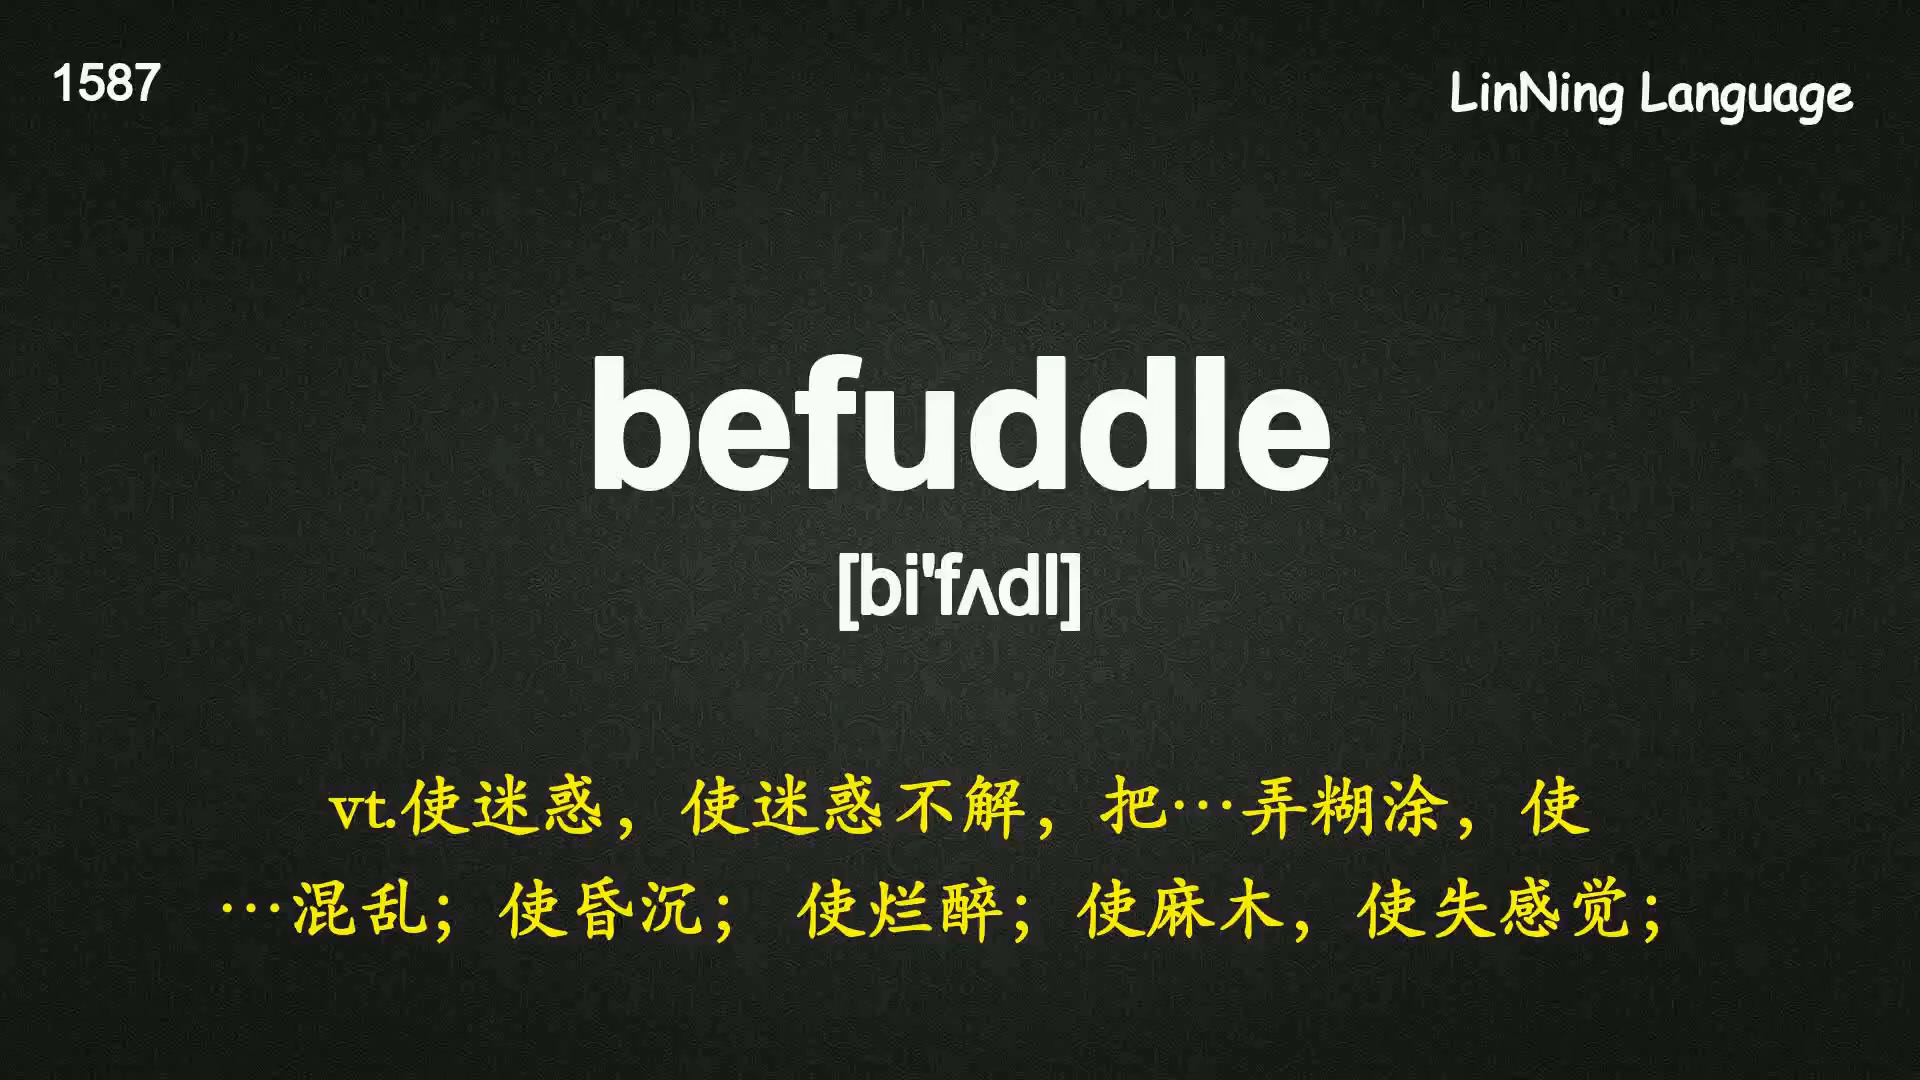 1587
LinNing Language
befuddle
[bi'fʌdl]
vt.使迷惑，使迷惑不解，把…弄糊涂，使
…混乱；使昏沉； 使烂醉；使麻木，使失感觉；